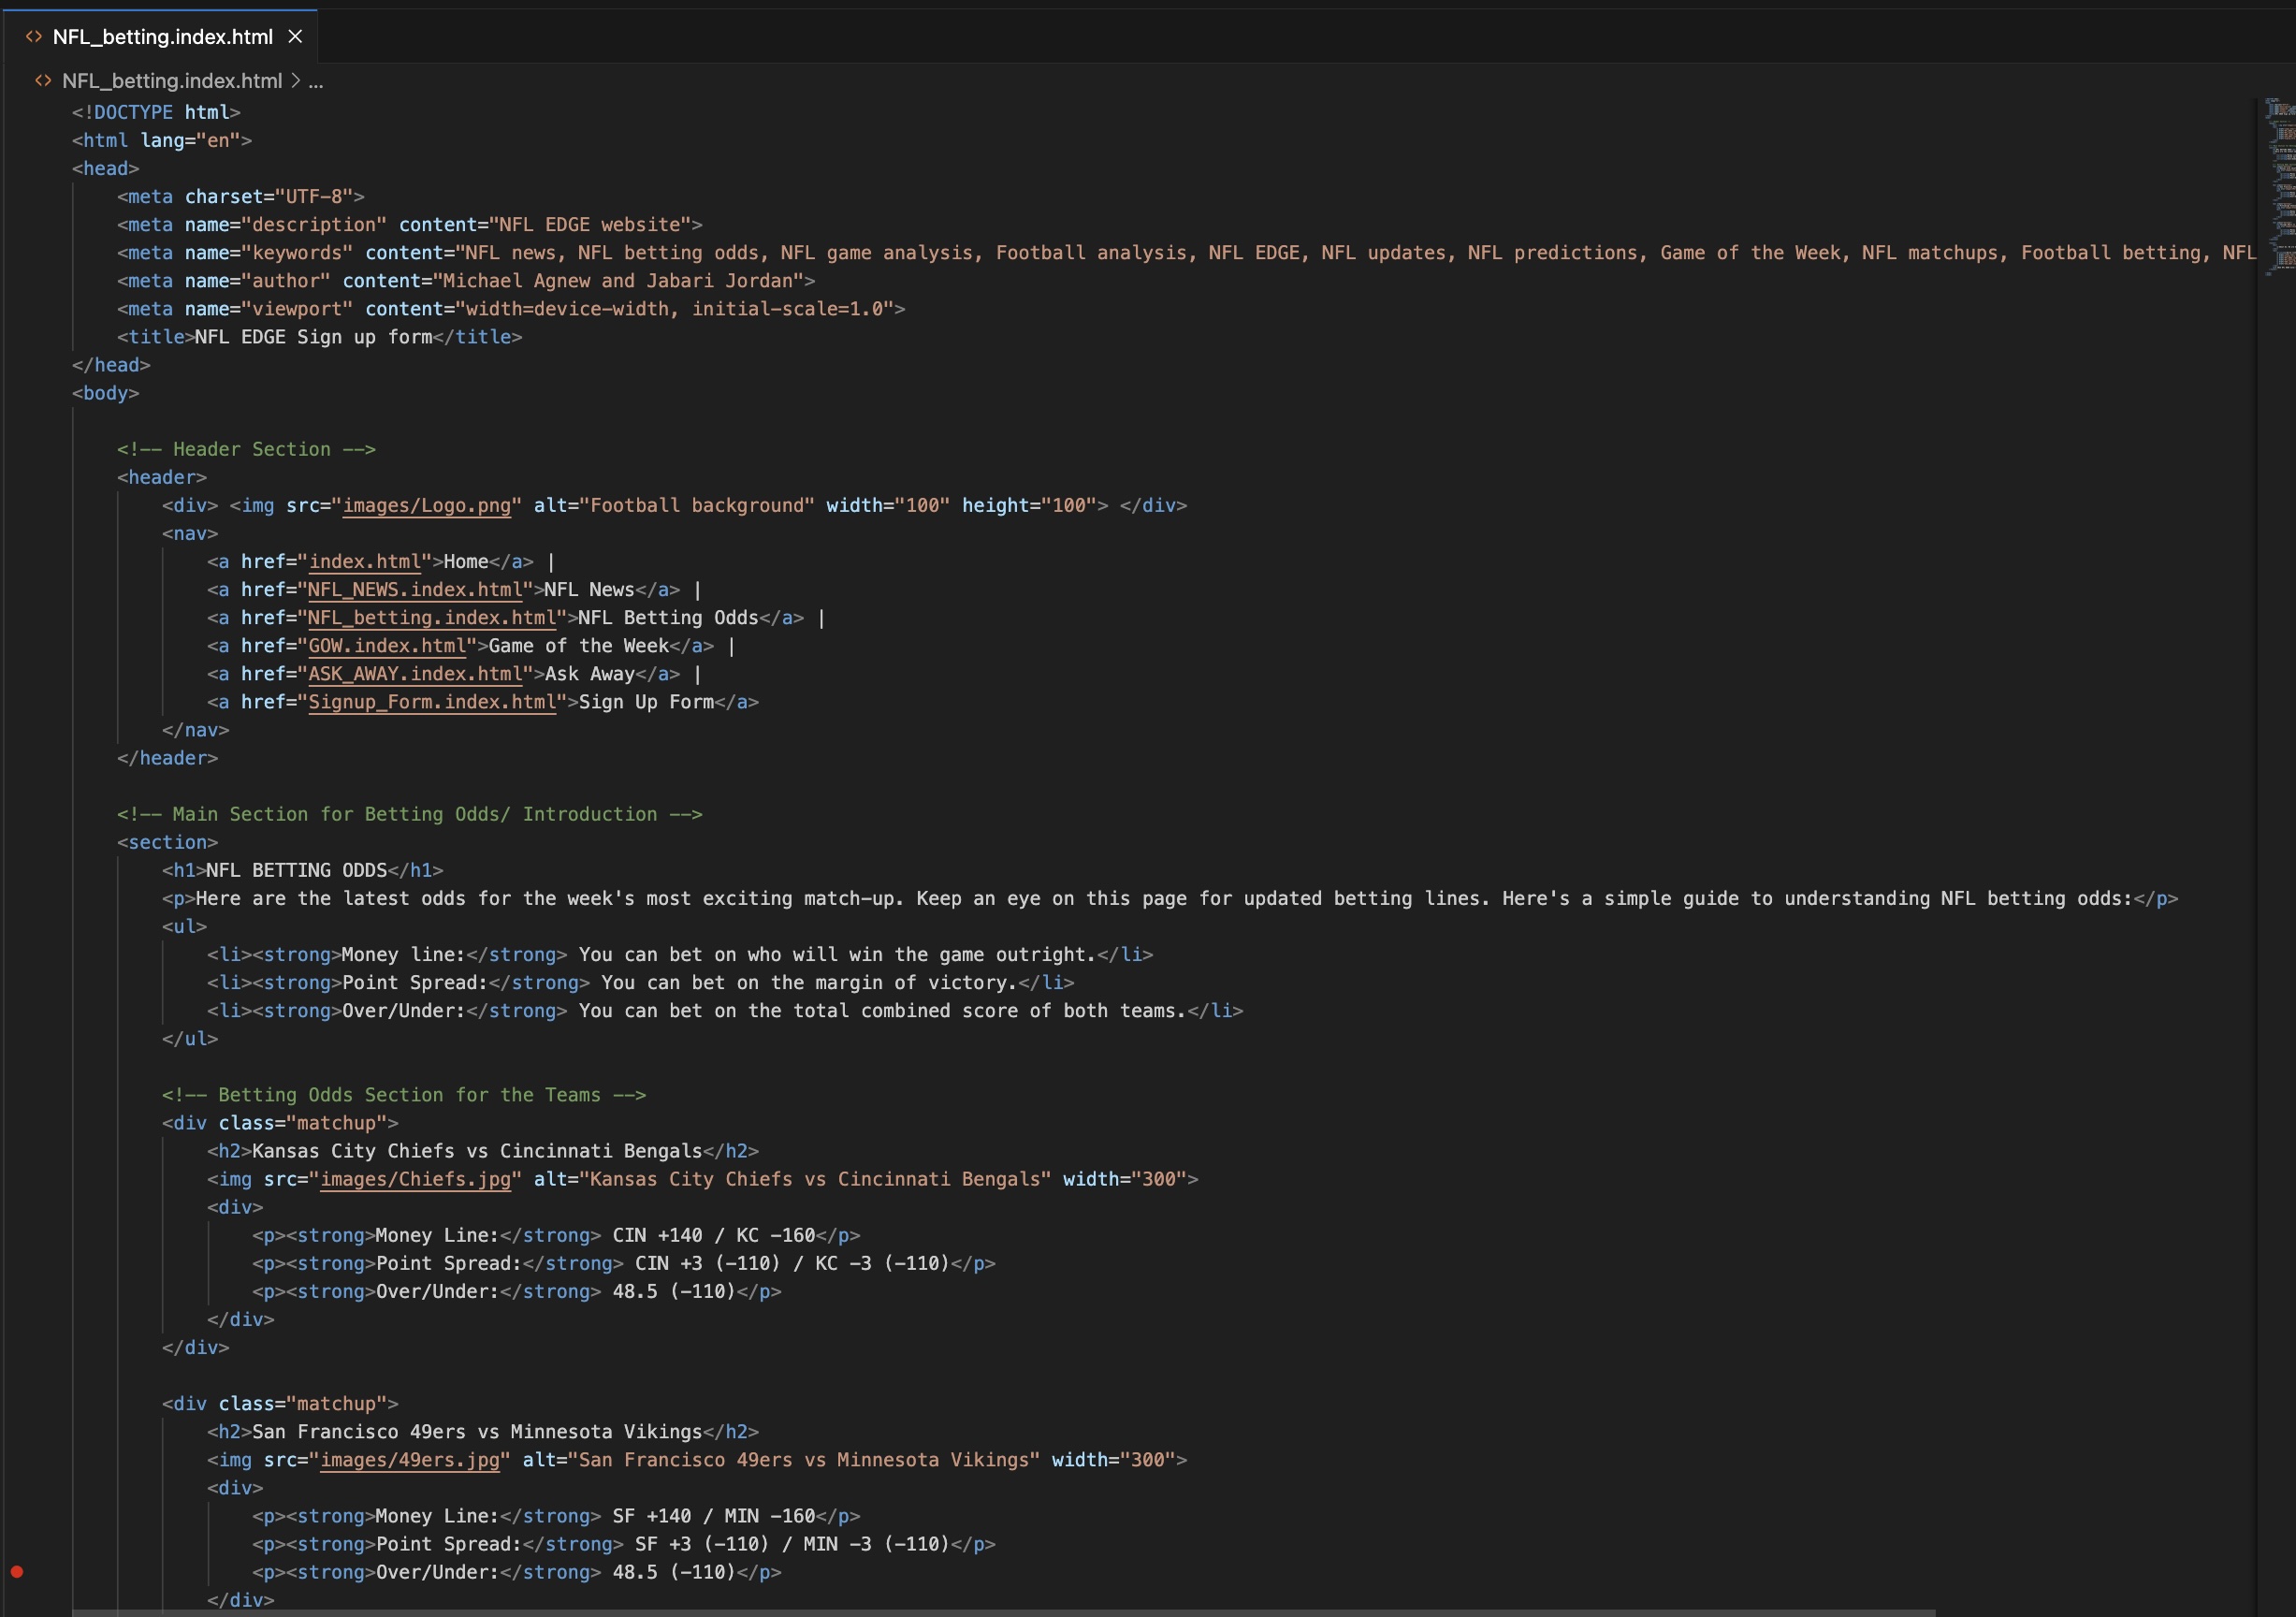 NFL_betting.index.html
NFL_betting.index.html > ...
<!DOCTYPE html>
<html lang="en">
<head>
    <meta charset="UTF-8">
    <meta name="description" content="NFL EDGE website">
    <meta name="keywords" content="NFL news, NFL betting odds, NFL game analysis, Football analysis, NFL EDGE, NFL updates, NFL predictions, Game of the Week, NFL matchups, Football betting, NFL
    <meta name="author" content="Michael Agnew and Jabari Jordan">
    <meta name="viewport" content="width=device-width, initial-scale=1.0">
    <title>NFL EDGE Sign up form</title>
</head>
<body>

    <!-- Header Section -->
    <header>
        <div> <img src="images/Logo.png" alt="Football background" width="100" height="100"> </div>
        <nav>
            <a href="index.html">Home</a> |
            <a href="NFL_NEWS.index.html">NFL News</a> |
            <a href="NFL_betting.index.html">NFL Betting Odds</a> |
            <a href="GOW.index.html">Game of the Week</a> |
            <a href="ASK_AWAY.index.html">Ask Away</a> |
            <a href="Signup_Form.index.html">Sign Up Form</a>
        </nav>
    </header>

    <!-- Main Section for Betting Odds/ Introduction -->
    <section>
        <h1>NFL BETTING ODDS</h1>
        <p>Here are the latest odds for the week's most exciting match-up. Keep an eye on this page for updated betting lines. Here's a simple guide to understanding NFL betting odds:</p>
        <ul>
            <li><strong>Money line:</strong> You can bet on who will win the game outright.</li>
            <li><strong>Point Spread:</strong> You can bet on the margin of victory.</li>
            <li><strong>Over/Under:</strong> You can bet on the total combined score of both teams.</li>
        </ul>

        <!-- Betting Odds Section for the Teams -->
        <div class="matchup">
            <h2>Kansas City Chiefs vs Cincinnati Bengals</h2>
            <img src="images/Chiefs.jpg" alt="Kansas City Chiefs vs Cincinnati Bengals" width="300">
            <div>
                <p><strong>Money Line:</strong> CIN +140 / KC -160</p>
                <p><strong>Point Spread:</strong> CIN +3 (-110) / KC -3 (-110)</p>
                <p><strong>Over/Under:</strong> 48.5 (-110)</p>
            </div>
        </div>

        <div class="matchup">
            <h2>San Francisco 49ers vs Minnesota Vikings</h2>
            <img src="images/49ers.jpg" alt="San Francisco 49ers vs Minnesota Vikings" width="300">
            <div>
                <p><strong>Money Line:</strong> SF +140 / MIN -160</p>
                <p><strong>Point Spread:</strong> SF +3 (-110) / MIN -3 (-110)</p>
                <p><strong>Over/Under:</strong> 48.5 (-110)</p>
            </div>